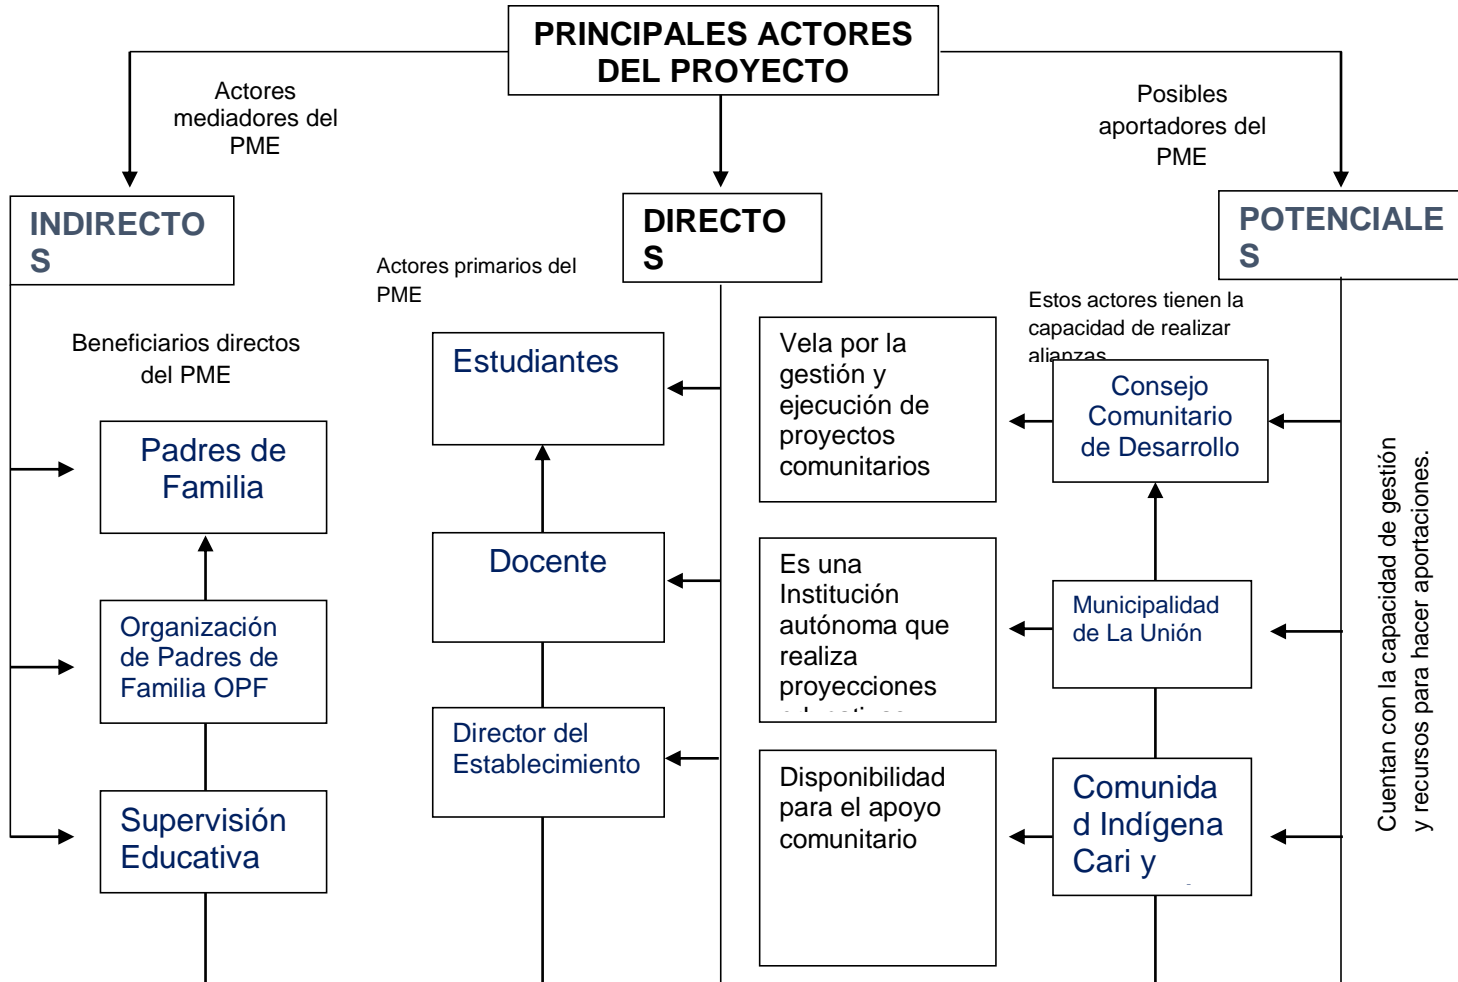 PRINCIPALES ACTORES
DEL PROYECTO
Actores
mediadores del
PME
Posibles
aportadores del
PME
INDIRECTO
S
DIRECTO
S
POTENCIALE
S
Beneficiarios directos
del PME
Padres de
Familia
Organización
de Padres de
Familia OPF
Supervisión
Educativa
Actores primarios del
PME
Estudiantes
Docente
Director del
Establecimiento
Vela por la
gestión y
ejecución de
proyectos
comunitarios
Es una
Institución
autónoma que
realiza
proyecciones
Disponibilidad
para el apoyo
comunitario
Estos actores tienen la
capacidad de realizar
alianzas
Consejo
Comunitario
de Desarrollo
Municipalidad
de La Unión
Comunida
d Indígena
Cari y
Cuentan con la capacidad de gestión
y recursos para hacer aportaciones.